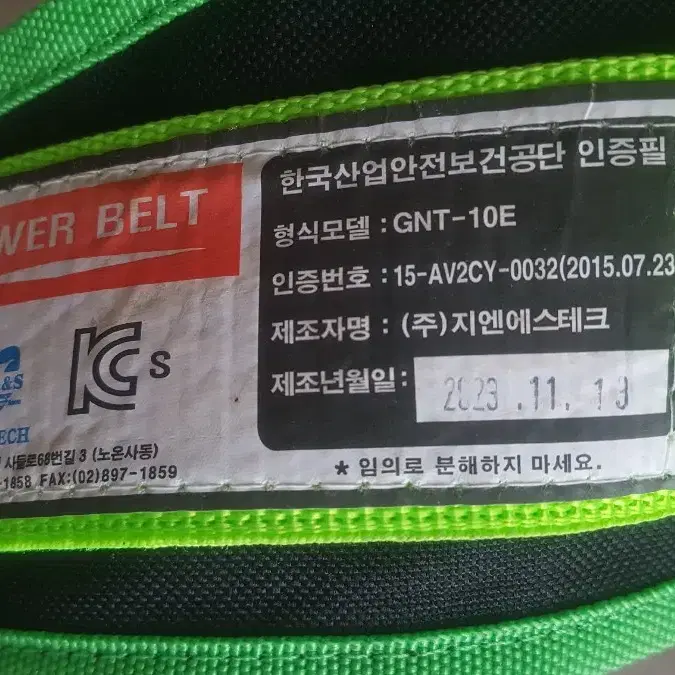 한국산업안전보건공단 인증필
WER BELT
형식모델 : GNT-10E
인증번호 : 15-AV2CY-0032(2015.07.23
제조자명 : (주)지엔에스테크
KCs
&S
제조년월일: 2023 .11. 13
ECH
사들로68번길 3 (노온사동)
-1858 FAX:(02)897-1859
* 임의로 분해하지 마세요.